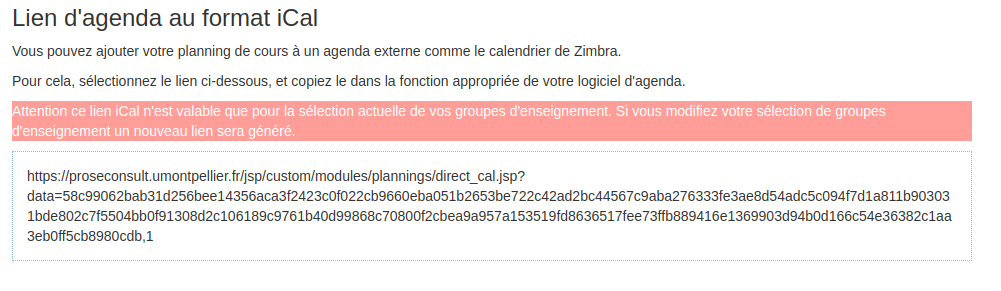 Lien d'agenda au format iCal
Vous pouvez ajouter votre planning de cours à un agenda externe comme le calendrier de Zimbra.
Pour cela, sélectionnez le lien ci-dessous, et copiez le dans la fonction appropriée de votre logiciel d'agenda.
Attention ce lien iCal n'est valable que pour la sélection actuelle de vos groupes d'enseignement. Si vous modifiez votre sélection de groupes
d'enseignement un nouveau lien sera généré.
https://proseconsult.umontpellier.fr/jsp/custom/modules/plannings/direct_cal.jsp?
data=58c99062bab31d256bee14356aca3f2423c0f022cb9660eba051b2653be722c42ad2bc44567c9aba276333fe3ae8d54adc5c094f7d1a811b90303
1bde802c7f5504bb0f91308d2c106189c9761b40d99868c70800f2cbea9a957a153519fd8636517fee73ffb889416e1369903d94b0d166c54e36382c1aa
3eb0ff5cb8980cdb,1